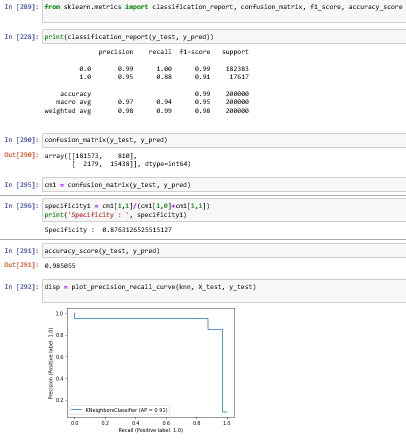 In [289]: from sklearn.metrics import classification_report, confusion_matrix, f1_score, accuracy_score
In [228]: print(classification_report(y_test, y_pred))
precision recall f1-score support
0.0 0.99 1.00 0.99 182383
1.0 0.95 0.88 0.91 17617
accuracy 0.99 200000
macro avg 0.97 0.94 0.95 200000
weighted avg 0.98 0.99 0.98 200000
In [290]: confusion_matrix(y_test, y_pred)
Out[290]: array([[181573, 810],
[ 2179, 15438]], dtype=int64)
In [295]: cm1 = confusion_matrix(y_test, y_pred)
In [296]: specificity1 = cm1[1,1]/(cm1[1,0]+cm1[1,1])
print('Specificity : ', specificity1)
Specificity : 0.8763126525515127
In [291]: accuracy_score(y_test, y_pred)
Out[291]: 0.985055
In [292]: disp = plot_precision_recall_curve(knn, X_test, y_test)
1.0
0.8
0.6
0.4
0.2
Precision (Positive label: 1.0)
KNeighborsClassifier (AP = 0.91)
0.0 0.2 0.4 0.6 0.8 1.0
Recall (Positive label: 1.0)